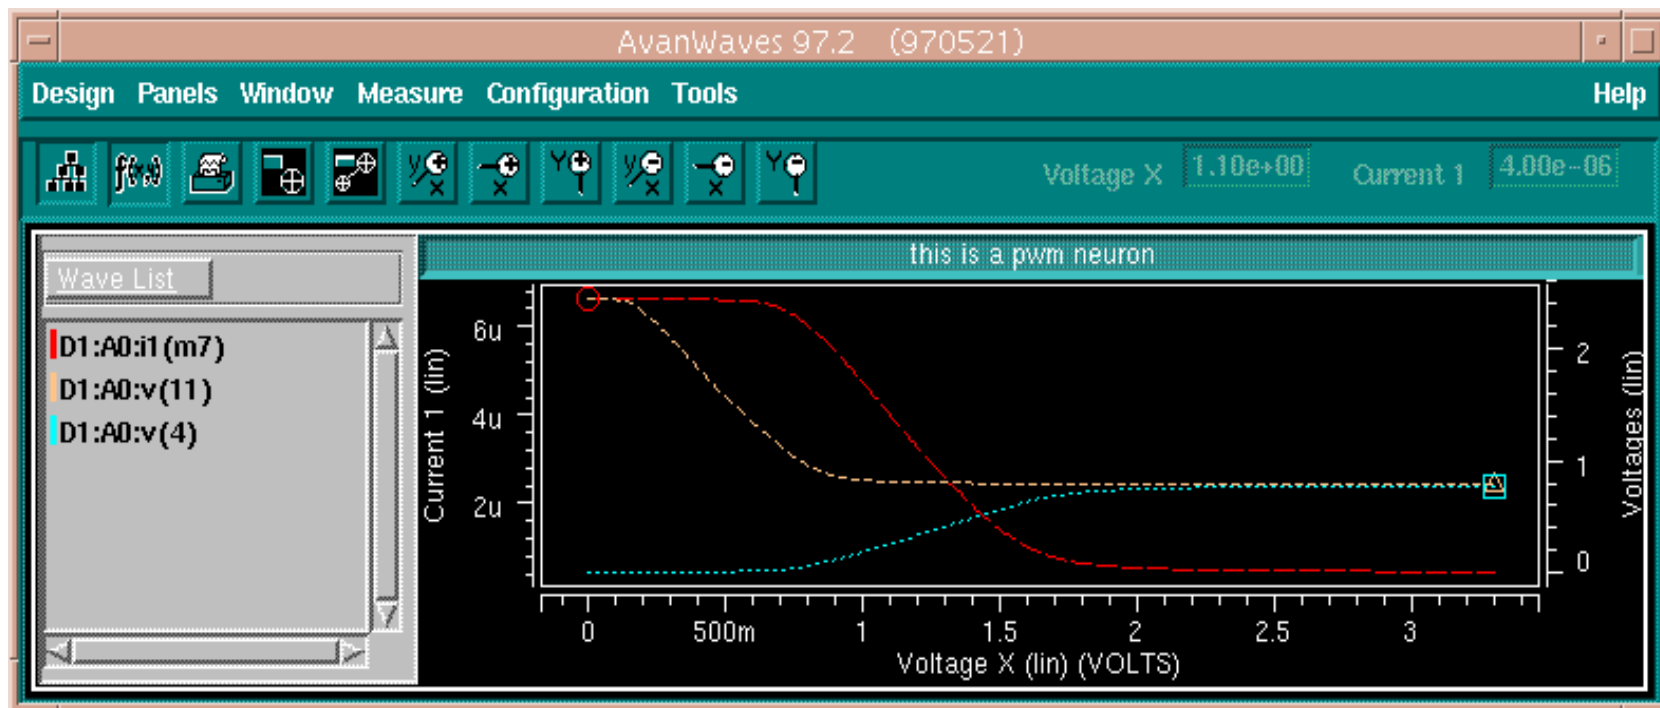 AvanWaves 97.2 (970521)
Design Panels Window Measure Configuration Tools Help
f(x,y) y x x Y y x x Y Voltage X 1.10e+00 Current 1 4.00e-06
this is a pwm neuron
Wave List
D1:A0:i1(m7)
D1:A0:v(11)
D1:A0:v(4)
Current 1 (lin)
6u
4u
2u
2
1
0
Voltages (lin)
0 500m 1 1.5 2 2.5 3
Voltage X (lin) (VOLTS)